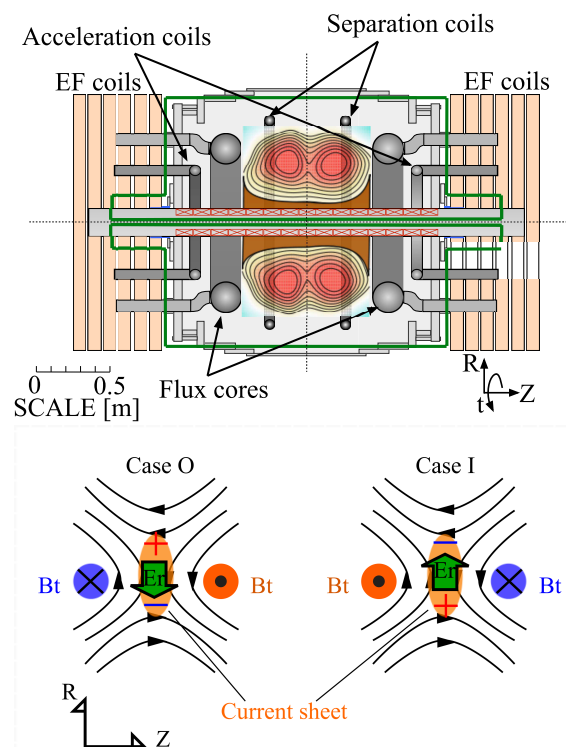 Separation coils
Acceleration coils
EF coils
EF coils
Flux cores
0 0.5
SCALE [m]
R
Z
t
Case O
Case I
+
−
Er
Bt
Bt
−
Er
+
Bt
Bt
Current sheet
R
Z